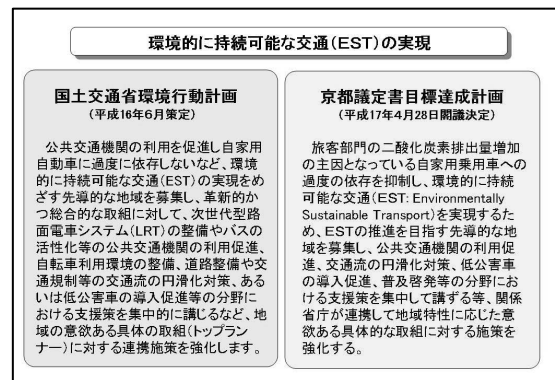 環境的に持続可能な交通(EST)の実現
国土交通省環境行動計画
(平成16年6月策定)
公共交通機関の利用を促進し自家用
自動車に過度に依存しないなど、環境
的に持続可能な交通(EST)の実現をめ
ざす先導的な地域を募集し、革新的か
つ総合的な取組に対して、次世代型路
面電車システム(LRT)の整備やバスの
活性化等の公共交通機関の利用促進、
自転車利用環境の整備、道路整備や交
通規制等の交通流の円滑化対策、ある
いは低公害車の導入促進等の分野に
おける支援策を集中的に講じるなど、地
域の意欲ある具体の取組(トップラン
ナー)に対する連携施策を強化します。
京都議定書目標達成計画
(平成17年4月28日閣議決定)
旅客部門の二酸化炭素排出量増加
の主因となっている自家用乗用車への
過度の依存を抑制し、環境的に持続
可能な交通(EST: Environmentally
Sustainable Transport)を実現するた
め、ESTの推進を目指す先導的な地
域を募集し、公共交通機関の利用促
進、交通流の円滑化対策、低公害車
の導入促進、普及啓発等の分野にお
ける支援策を集中して講ずる等、関係
省庁が連携して地域特性に応じた意
欲ある具体的な取組に対する施策を
強化する。